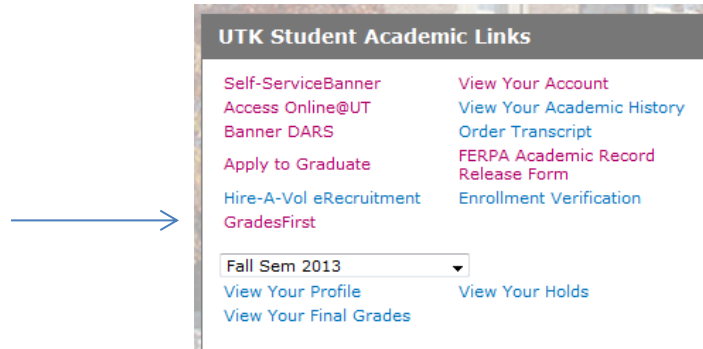 UTK Student Academic Links
Self-ServiceBanner View Your Account
Access Online@UT View Your Academic History
Banner DARS Order Transcript
Apply to Graduate FERPA Academic Record
Release Form
Hire-A-Vol eRecruitment Enrollment Verification
GradesFirst
Fall Sem 2013
View Your Profile View Your Holds
View Your Final Grades